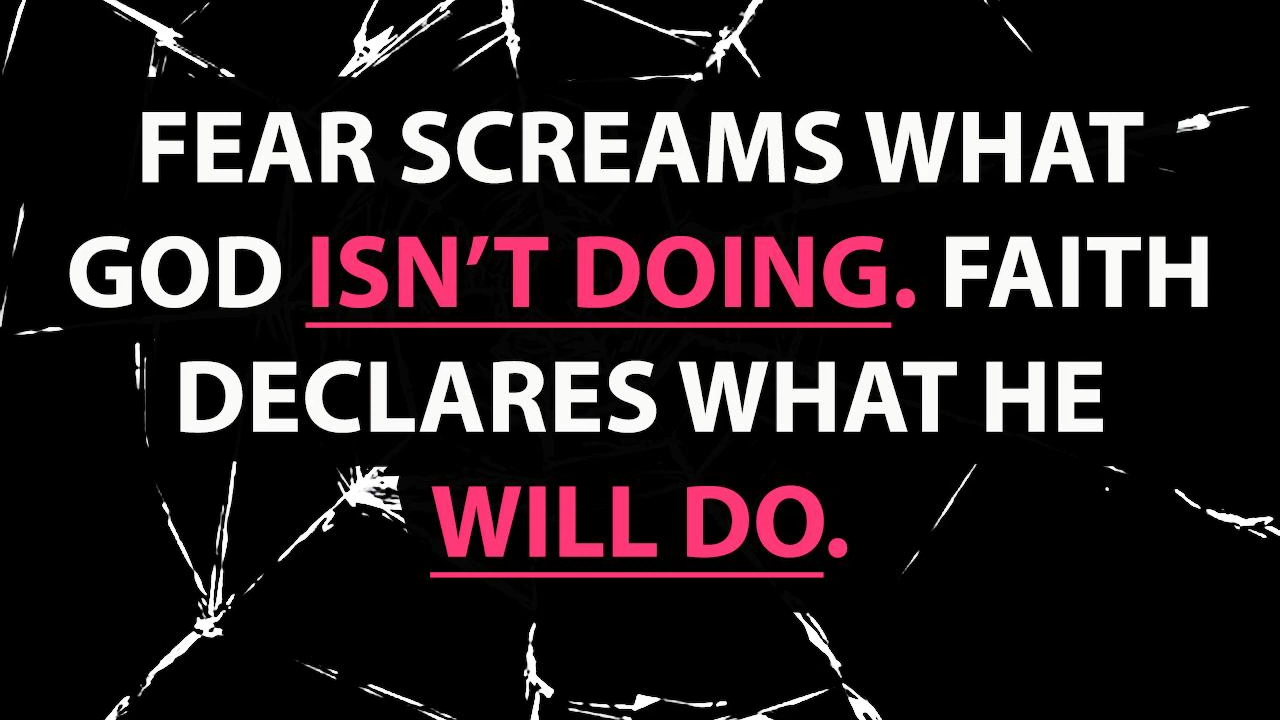 FEAR SCREAMS WHAT
GOD ISN’T DOING. FAITH
DECLARES WHAT HE
WILL DO.